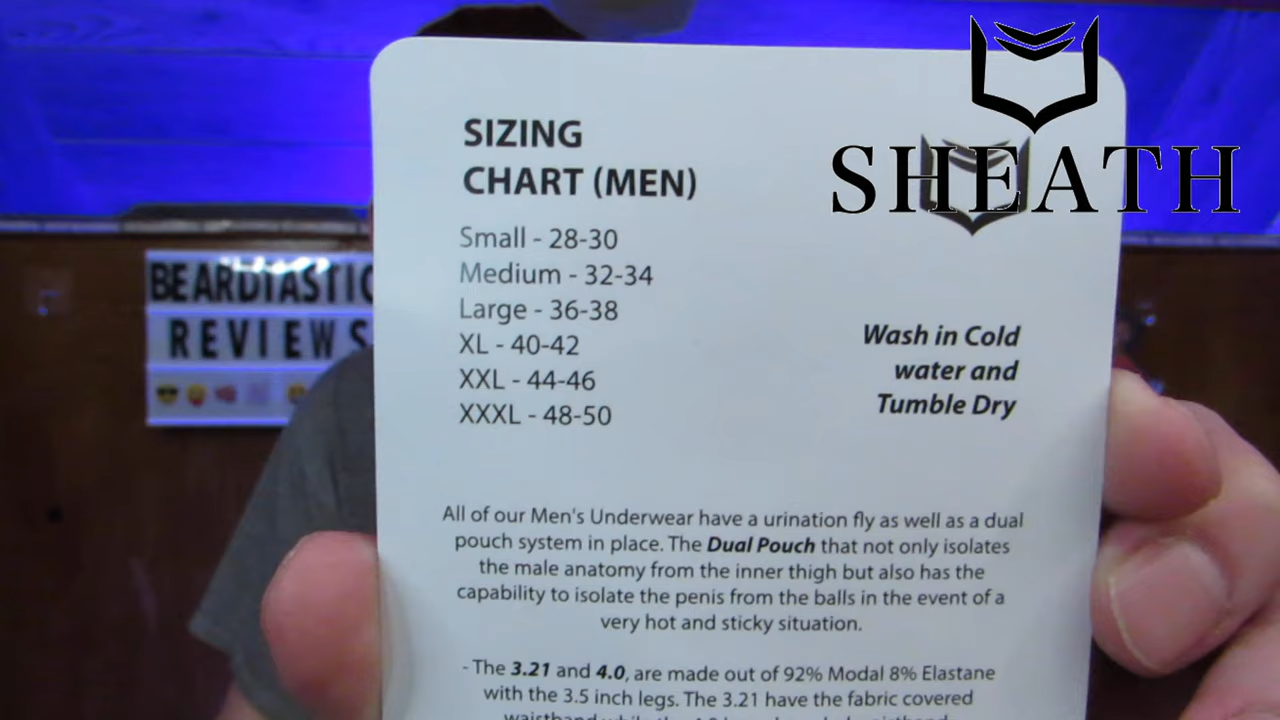 SHEATH
BEARDTASTIC
REVIEWS
SIZING
CHART (MEN)
Small - 28-30
Medium - 32-34
Large - 36-38
XL - 40-42
XXL - 44-46
XXXL - 48-50
Wash in Cold
water and
Tumble Dry
All of our Men's Underwear have a urination fly as well as a dual
pouch system in place. The Dual Pouch that not only isolates
the male anatomy from the inner thigh but also has the
capability to isolate the penis from the balls in the event of a
very hot and sticky situation.
- The 3.21 and 4.0, are made out of 92% Modal 8% Elastane
with the 3.5 inch legs. The 3.21 have the fabric covered